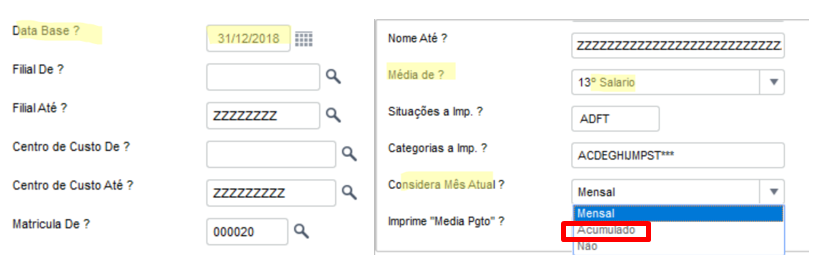 Data Base ?
31/12/2018
Filial De ?
Filial Até ?
ZZZZZZZZ
Centro de Custo De ?
Centro de Custo Até ?
ZZZZZZZZZ
Matricula De ?
000020
Nome Até ?
ZZZZZZZZZZZZZZZZZZZZZZZZZZZ
Média de ?
13º Salario
Situações a Imp. ?
ADFT
Categorias a Imp. ?
ACDEGHIJMPST***
Considera Mês Atual ?
Mensal
Mensal
Acumulado
Não
Imprime "Media Pgto" ?